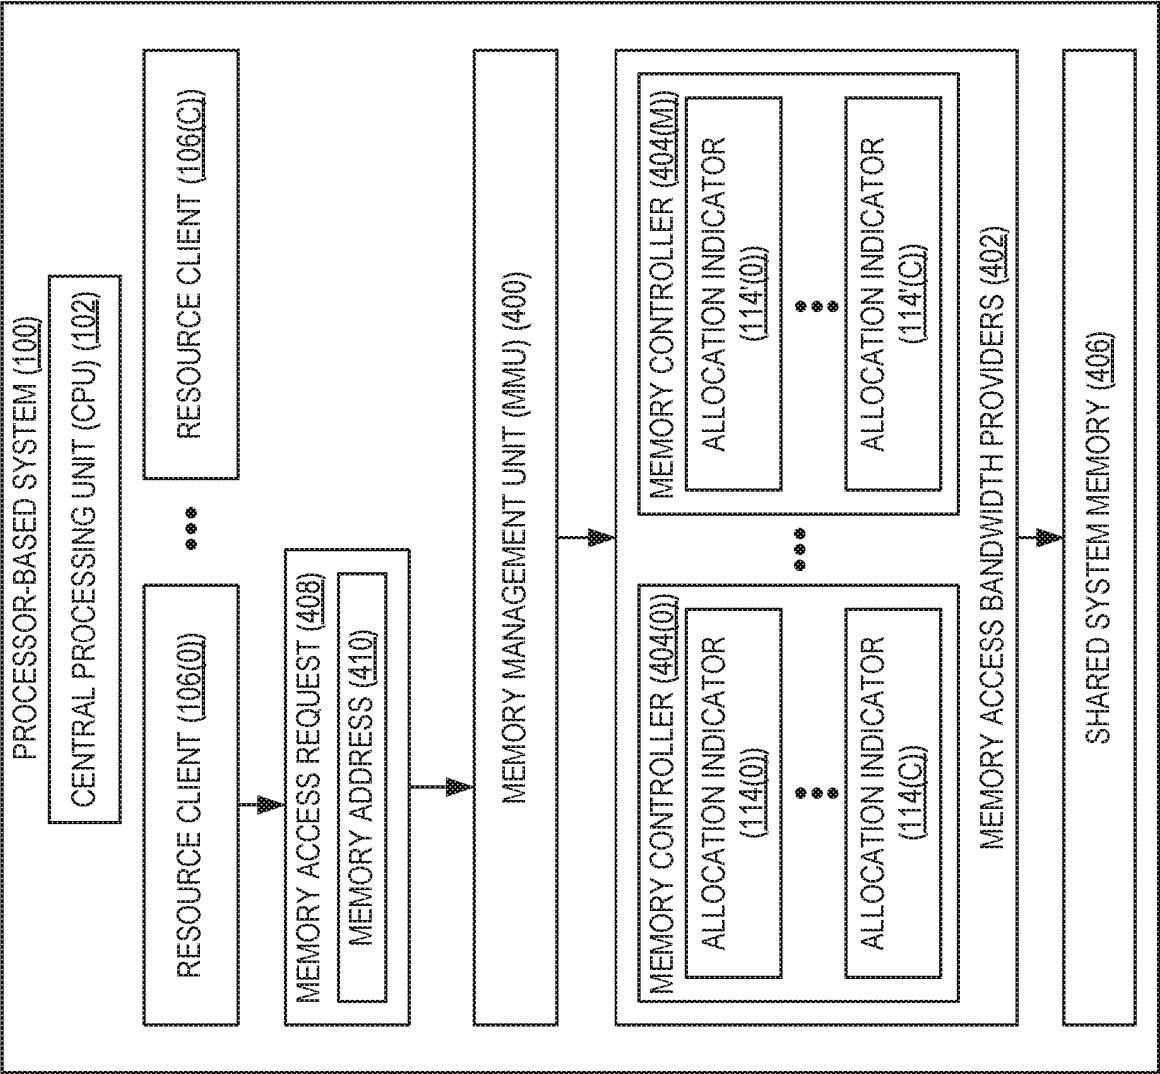 PROCESSOR-BASED SYSTEM (100)
CENTRAL PROCESSING UNIT (CPU) (102)
RESOURCE CLIENT (106(0))
RESOURCE CLIENT (106(C))
MEMORY ACCESS REQUEST (408)
MEMORY ADDRESS (410)
MEMORY MANAGEMENT UNIT (MMU) (400)
MEMORY CONTROLLER (404(0))
ALLOCATION INDICATOR
(114(0))
ALLOCATION INDICATOR
(114(C))
MEMORY CONTROLLER (404(M))
ALLOCATION INDICATOR
(114'(0))
ALLOCATION INDICATOR
(114'(C))
MEMORY ACCESS BANDWIDTH PROVIDERS (402)
SHARED SYSTEM MEMORY (406)